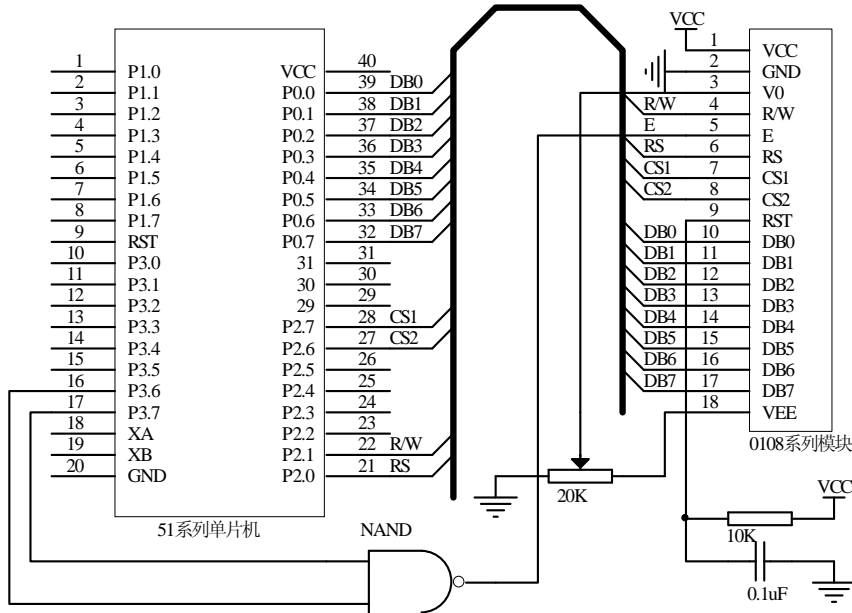 VCC
1 P1.0 VCC 40
2 P1.1 P0.0 39 DB0
3 P1.2 P0.1 38 DB1
4 P1.3 P0.2 37 DB2
5 P1.4 P0.3 36 DB3
6 P1.5 P0.4 35 DB4
7 P1.6 P0.5 34 DB5
8 P1.7 P0.6 33 DB6
9 RST P0.7 32 DB7
10 P3.0 31 31
11 P3.1 30 30
12 P3.2 29 29
13 P3.3 P2.7 28 CS1
14 P3.4 P2.6 27 CS2
15 P3.5 P2.5 26
16 P3.6 P2.4 25
17 P3.7 P2.3 24
18 XA P2.2 23
19 XB P2.1 22 R/W
20 GND P2.0 21 RS
51系列单片机
1 VCC
2 GND
3 V0
R/W 4 R/W
E 5 E
RS 6 RS
CS1 7 CS1
CS2 8 CS2
9 RST
DB0 10 DB0
DB1 11 DB1
DB2 12 DB2
DB3 13 DB3
DB4 14 DB4
DB5 15 DB5
DB6 16 DB6
DB7 17 DB7
18 VEE
0108系列模块
20K
VCC
10K
0.1uF
NAND